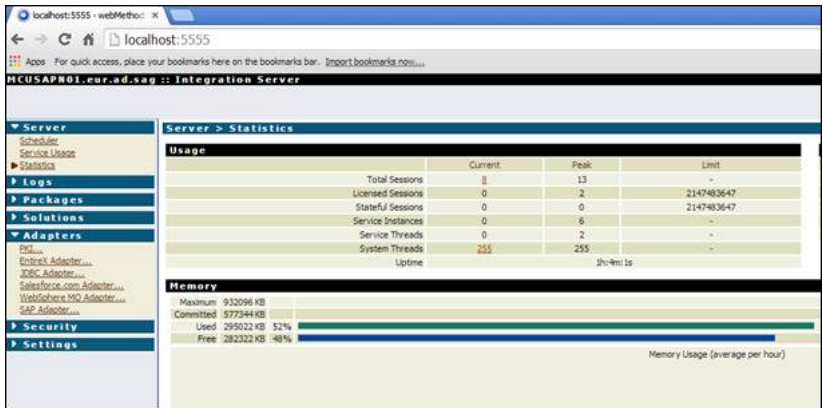 localhost:5555 - webMethod: ×
localhost:5555
Apps For quick access, place your bookmarks here on the bookmarks bar. Import bookmarks now....
MCUSAPN01.eur.ad.sag :: Integration Server
Server
Scheduler
Service Usage
Statistics
Logs
Packages
Solutions
Adapters
PKI...
EntireX Adapter...
JDBC Adapter...
Salesforce.com Adapter...
WebSphere MQ Adapter...
SAP Adapter...
Security
Settings
Server > Statistics
Usage
Current Peak Limit
Total Sessions 8 13 -
Licensed Sessions 0 2 2147483647
Stateful Sessions 0 0 2147483647
Service Instances 0 6 -
Service Threads 0 2 -
System Threads 255 255 -
Uptime 1h:4m:1s
Memory
Maximum 932096 KB
Committed 577344 KB
Used 295022 KB 52%
Free 282322 KB 48%
Memory Usage (average per hour)